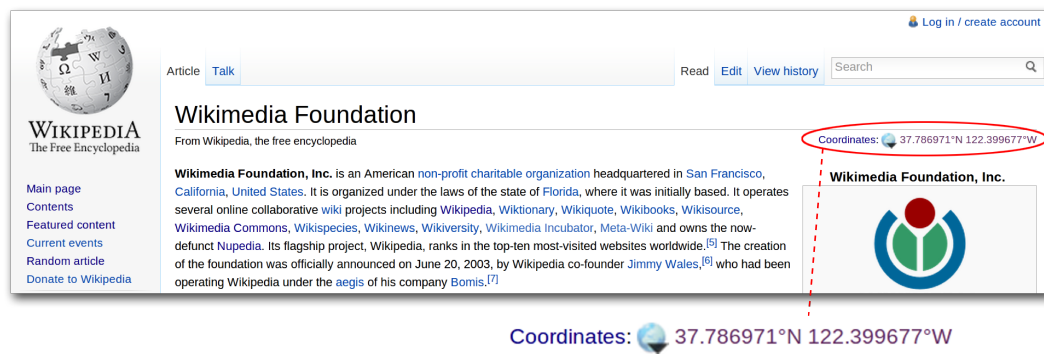 Log in / create account
Article Talk Read Edit View history Search
WIKIPEDIA
The Free Encyclopedia
Wikimedia Foundation
From Wikipedia, the free encyclopedia
Coordinates: 37.786971°N 122.399677°W
Wikimedia Foundation, Inc. is an American non-profit charitable organization headquartered in San Francisco,
California, United States. It is organized under the laws of the state of Florida, where it was initially based. It operates
several online collaborative wiki projects including Wikipedia, Wiktionary, Wikiquote, Wikibooks, Wikisource,
Wikimedia Commons, Wikispecies, Wikinews, Wikiversity, Wikimedia Incubator, Meta-Wiki and owns the now-
defunct Nupedia. Its flagship project, Wikipedia, ranks in the top-ten most-visited websites worldwide.[5] The creation
of the foundation was officially announced on June 20, 2003, by Wikipedia co-founder Jimmy Wales,[6] who had been
operating Wikipedia under the aegis of his company Bomis.[7]
Wikimedia Foundation, Inc.
Main page
Contents
Featured content
Current events
Random article
Donate to Wikipedia
Coordinates: 37.786971°N 122.399677°W